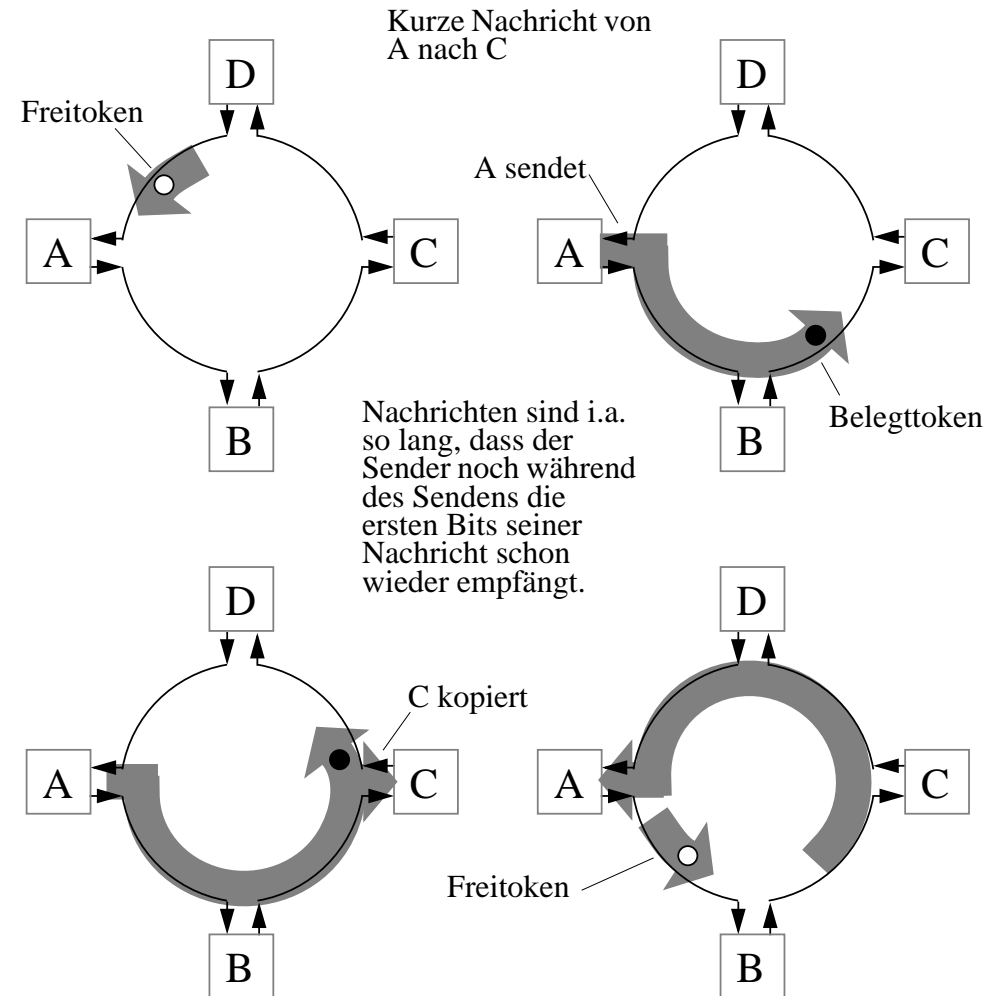 Kurze Nachricht von
A nach C
D
Freitoken
A
C
B
D
A sendet
A
C
B
Belegttoken
Nachrichten sind i.a.
so lang, dass der
Sender noch während
des Sendens die
ersten Bits seiner
Nachricht schon
wieder empfängt.
D
C kopiert
A
C
B
D
A
C
Freitoken
B